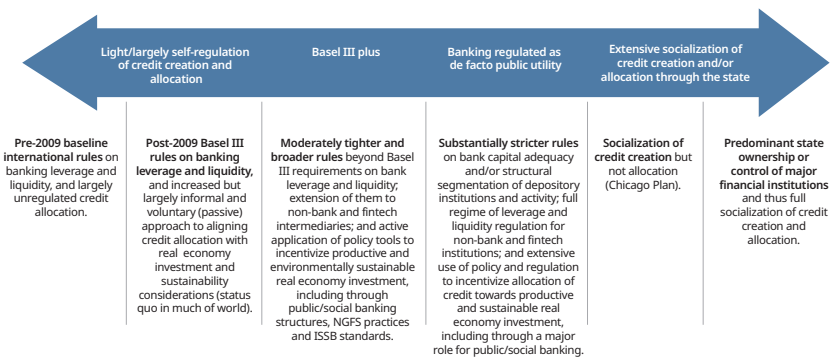 Light/largely self-regulation
of credit creation and
allocation
Basel III plus
Banking regulated as
de facto public utility
Extensive socialization of
credit creation and/or
allocation through the state
Pre-2009 baseline
international rules on
banking leverage and
liquidity, and largely
unregulated credit
allocation.
Post-2009 Basel III
rules on banking
leverage and liquidity,
and increased but
largely informal and
voluntary (passive)
approach to aligning
credit allocation with
real economy
investment and
sustainability
considerations (status
quo in much of world).
Moderately tighter and
broader rules beyond Basel
III requirements on bank
leverage and liquidity;
extension of them to
non-bank and fintech
intermediaries; and active
application of policy tools to
incentivize productive and
environmentally sustainable
real economy investment,
including through
public/social banking
structures, NGFS practices
and ISSB standards.
Substantially stricter rules
on bank capital adequacy
and/or structural
segmentation of depository
institutions and activity; full
regime of leverage and
liquidity regulation for
non-bank and fintech
institutions; and extensive
use of policy and regulation
to incentivize allocation of
credit towards productive
and sustainable real
economy investment,
including through a major
role for public/social banking.
Socialization of
credit creation but
not allocation
(Chicago Plan).
Predominant state
ownership or
control of major
financial institutions
and thus full
socialization of credit
creation and
allocation.